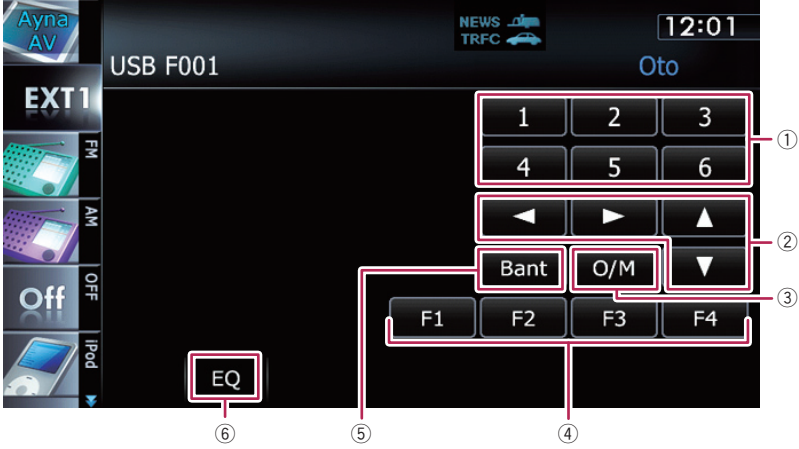 Ayna
AV
NEWS
TRFC
12:01
USB F001
Oto
EXT1
1 2 3
①
FM
4 5 6
AM
②
Bant O/M
③
Off
OFF
F1 F2 F3 F4
iPod
EQ
⑥ ⑤ ④